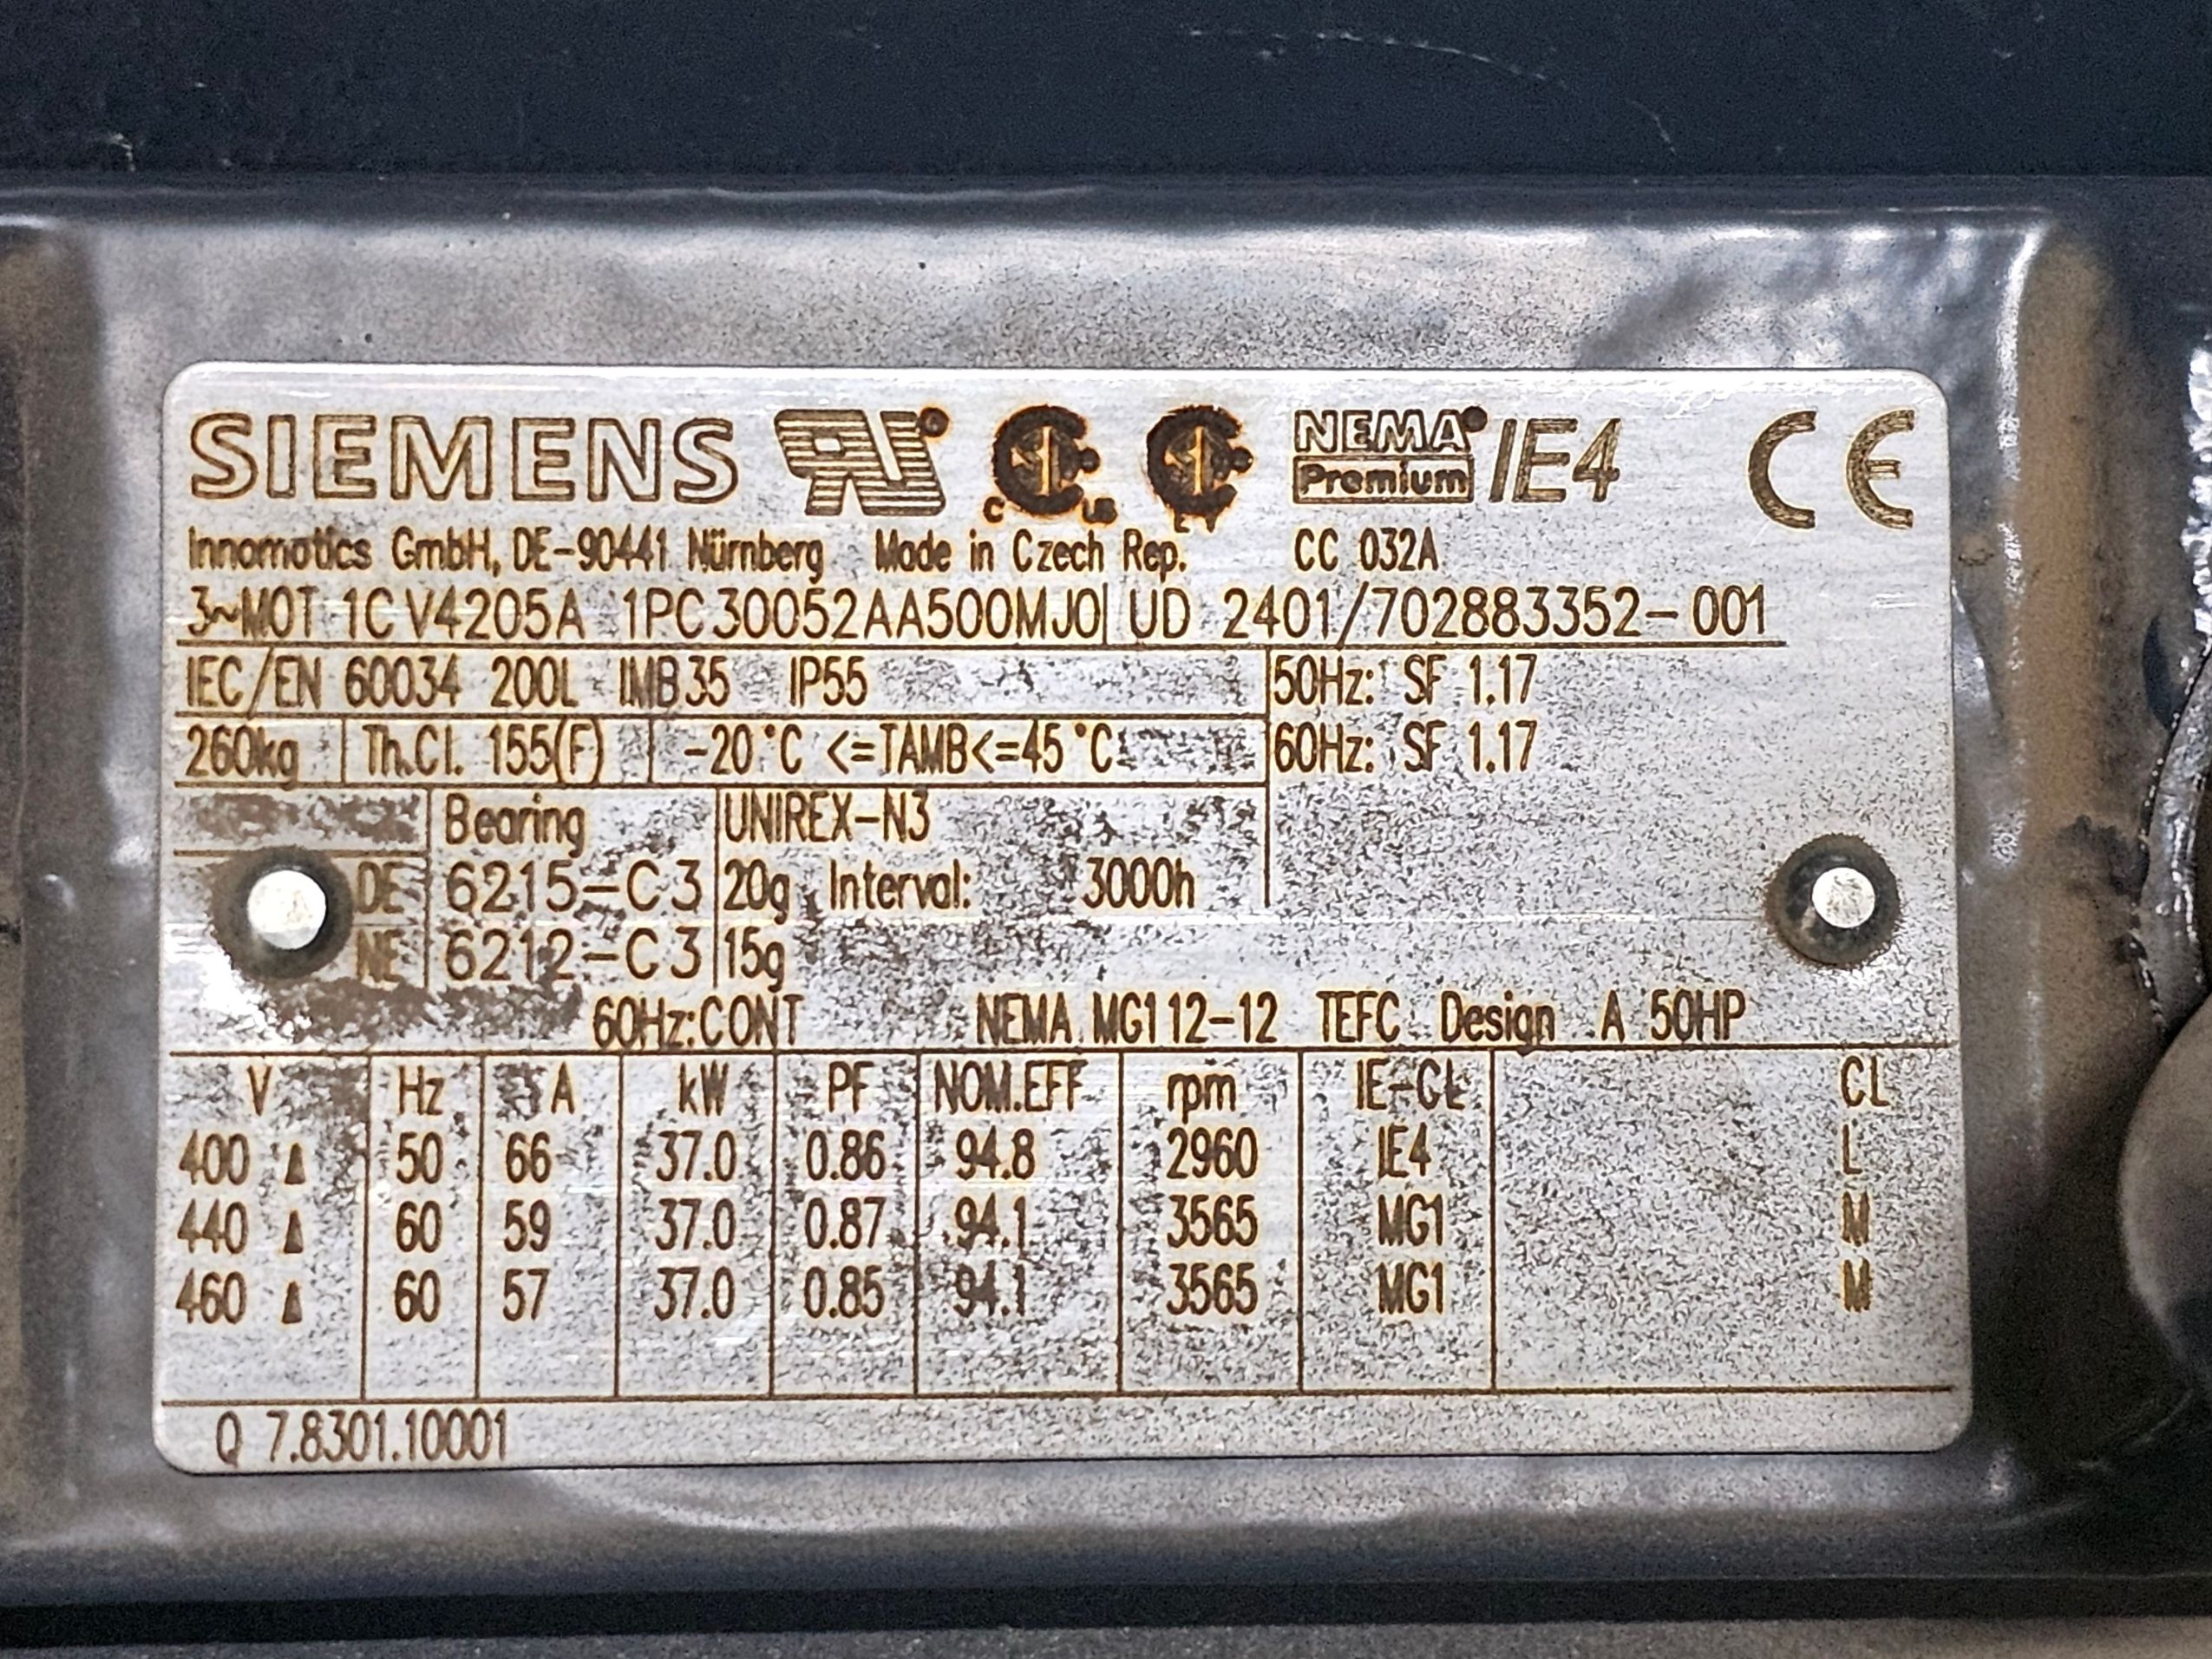 SIEMENS RU C US EV NEMA Premium IE4 CE
Innomotics GmbH, DE-90441 Nürnberg Made in Czech Rep. CC 032A
3~MOT 1CV4205A 1PC30052AA500MJ0 UD 2401/702883352-001
IEC/EN 60034 200L IMB35 IP55 50Hz: SF 1.17
260kg Th.Cl. 155(F) -20°C <=TAMB<=45°C 60Hz: SF 1.17
Bearing UNIREX-N3
DE 6215-C3 20g Interval: 3000h
NE 6212-C3 15g
60Hz:CONT NEMA MG1 12-12 TEFC Design A 50HP
V Hz A kW PF NOM.EFF rpm IE-CL CL
400 Δ 50 66 37.0 0.86 94.8 2960 IE4 L
440 Δ 60 59 37.0 0.87 94.1 3565 MG1 M
460 Δ 60 57 37.0 0.85 94.1 3565 MG1 M
Q 7.8301.10001